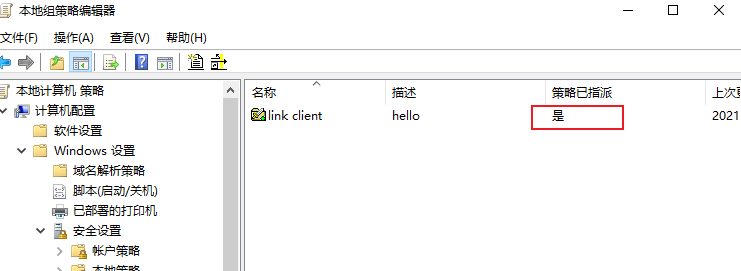 本地组策略编辑器
文件(F) 操作(A) 查看(V) 帮助(H)
本地计算机 策略
计算机配置
软件设置
Windows 设置
域名解析策略
脚本(启动/关机)
已部署的打印机
安全设置
帐户策略
本地策略
名称 描述 策略已指派 上次更
link client hello 是 2021